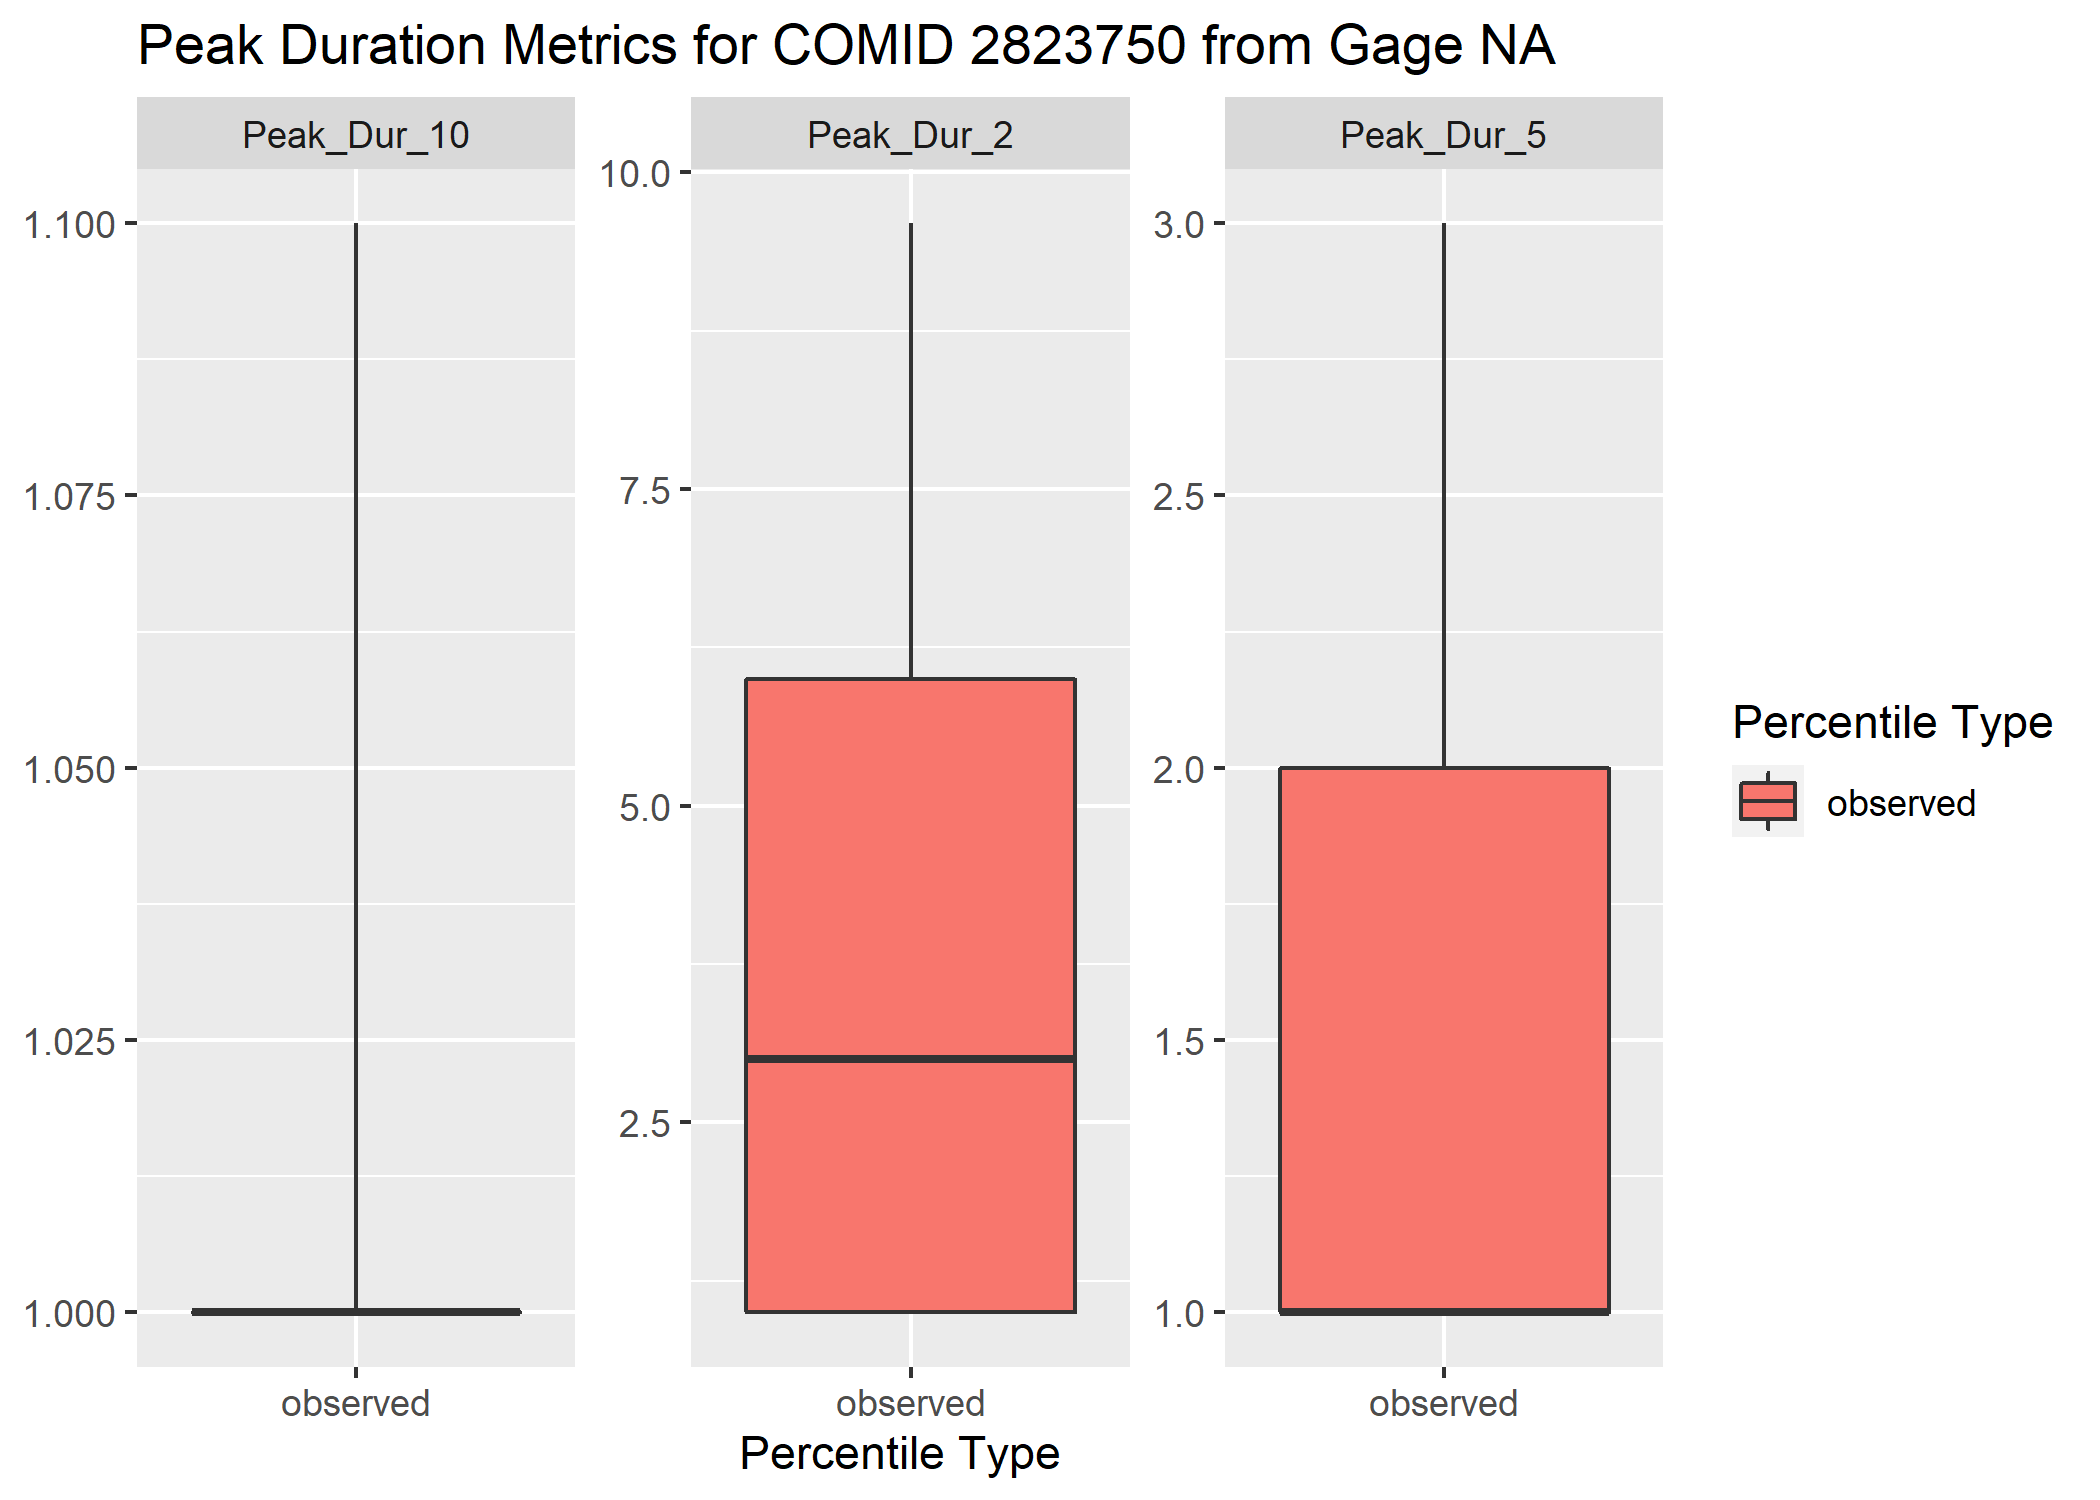 Peak Duration Metrics for COMID 2823750 from Gage NA
Peak_Dur_10
Peak_Dur_2
Peak_Dur_5
1.100
1.075
1.050
1.025
1.000
10.0
7.5
5.0
2.5
3.0
2.5
2.0
1.5
1.0
observed
observed
observed
Percentile Type
Percentile Type
observed